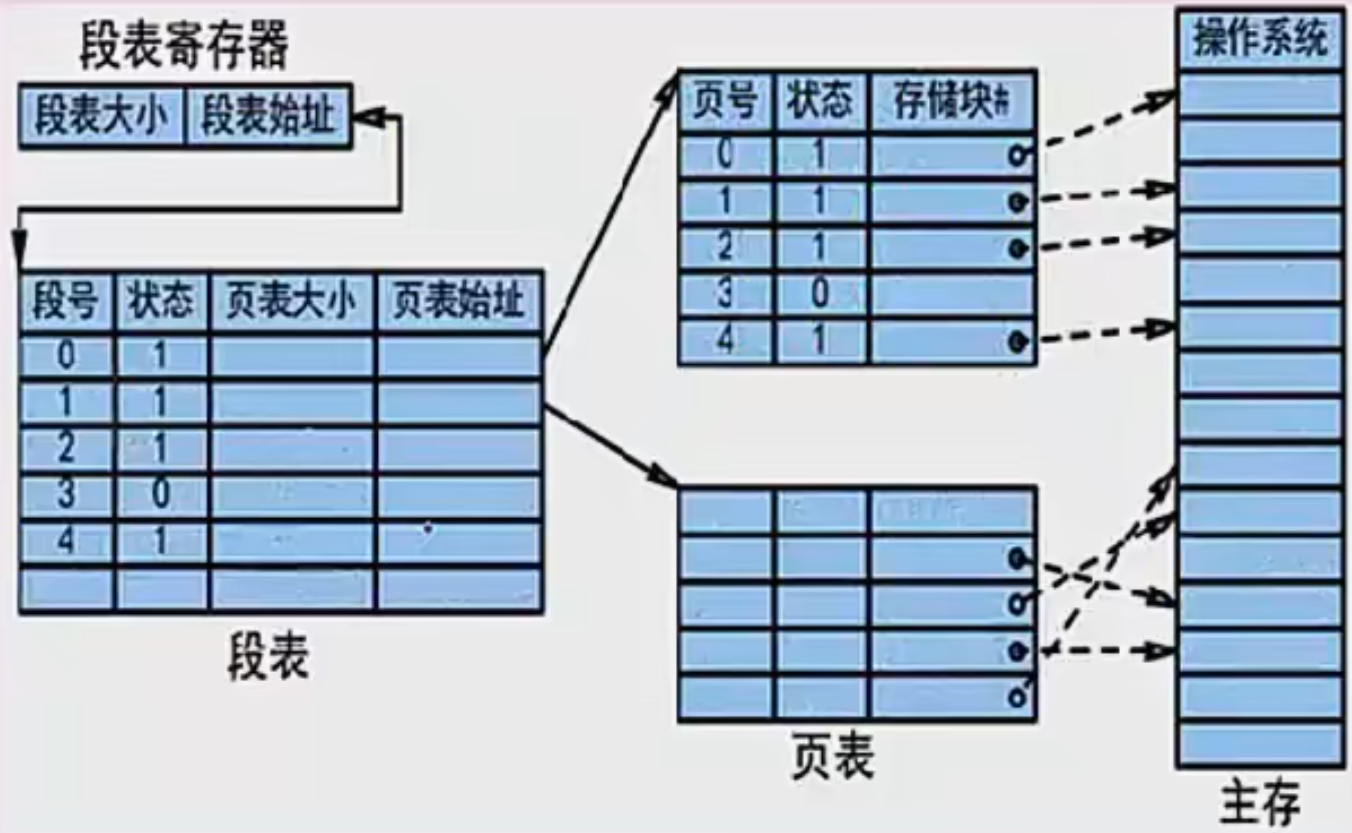 段表寄存器
段表大小 段表始址
段号 状态 页表大小 页表始址
0 1
1 1
2 1
3 0
4 1
段表
页号 状态 存储块#
0 1
1 1
2 1
3 0
4 1
页表
操作系统
主存